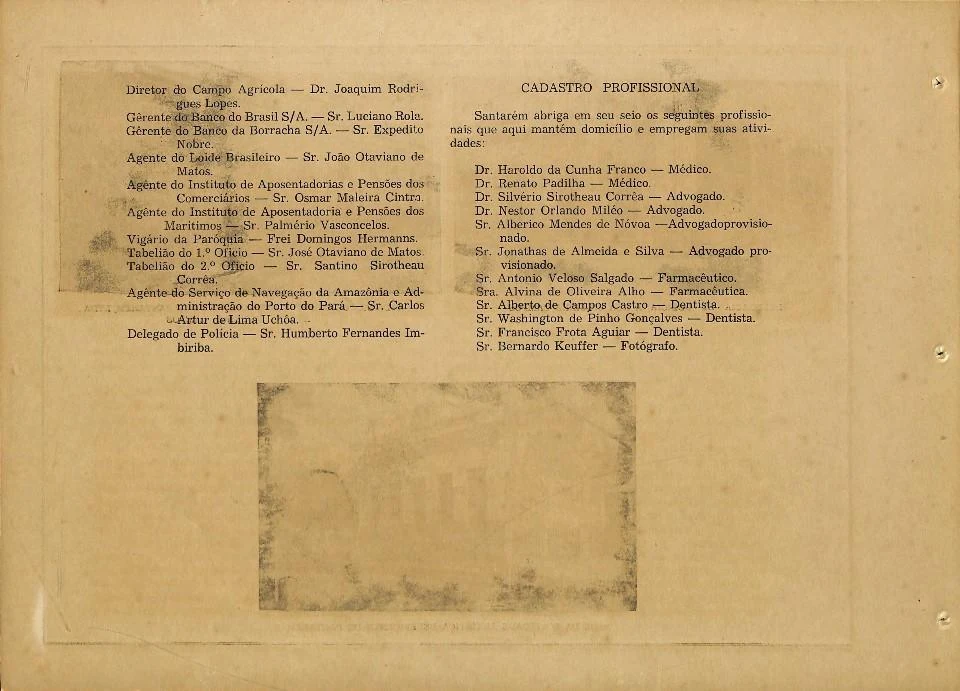 Diretor do Campo Agrícola — Dr. Joaquim Rodri-
gues Lopes.
Gêrente do Banco do Brasil S/A. — Sr. Luciano Rola.
Gêrente do Banco da Borracha S/A. — Sr. Expedito
Nobre.
Agente do Loide Brasileiro — Sr. João Otaviano de
Matos.
Agênte do Instituto de Aposentadorias e Pensões dos
Comerciários — Sr. Osmar Maleira Cintra.
Agênte do Instituto de Aposentadoria e Pensões dos
Maritimos — Sr. Palmério Vasconcelos.
Vigário da Paróquia — Frei Domingos Hermanns.
Tabelião do 1.º Ofício — Sr. José Otaviano de Matos.
Tabelião do 2.º Ofício — Sr. Santino Sirotheau
Corrêa.
Agênte do Serviço de Navegação da Amazônia e Ad-
ministração do Porto do Pará — Sr. Carlos
Artur de Lima Uchôa.
Delegado de Polícia — Sr. Humberto Fernandes Im-
biriba.
CADASTRO PROFISSIONAL
Santarém abriga em seu seio os seguintes profissio-
nais que aqui mantém domicílio e empregam suas ativi-
dades:
Dr. Haroldo da Cunha Franco — Médico.
Dr. Renato Padilha — Médico.
Dr. Silvério Sirotheau Corrêa — Advogado.
Dr. Nestor Orlando Miléo — Advogado.
Sr. Alberico Mendes de Nóvoa —Advogadoprovisio-
nado.
Sr. Jonathas de Almeida e Silva — Advogado pro-
visionado.
Sr. Antonio Veloso Salgado — Farmacêutico.
Sra. Alvina de Oliveira Alho — Farmacêutica.
Sr. Alberto de Campos Castro — Dentista.
Sr. Washington de Pinho Gonçalves — Dentista.
Sr. Francisco Frota Aguiar — Dentista.
Sr. Bernardo Keuffer — Fotógrafo.